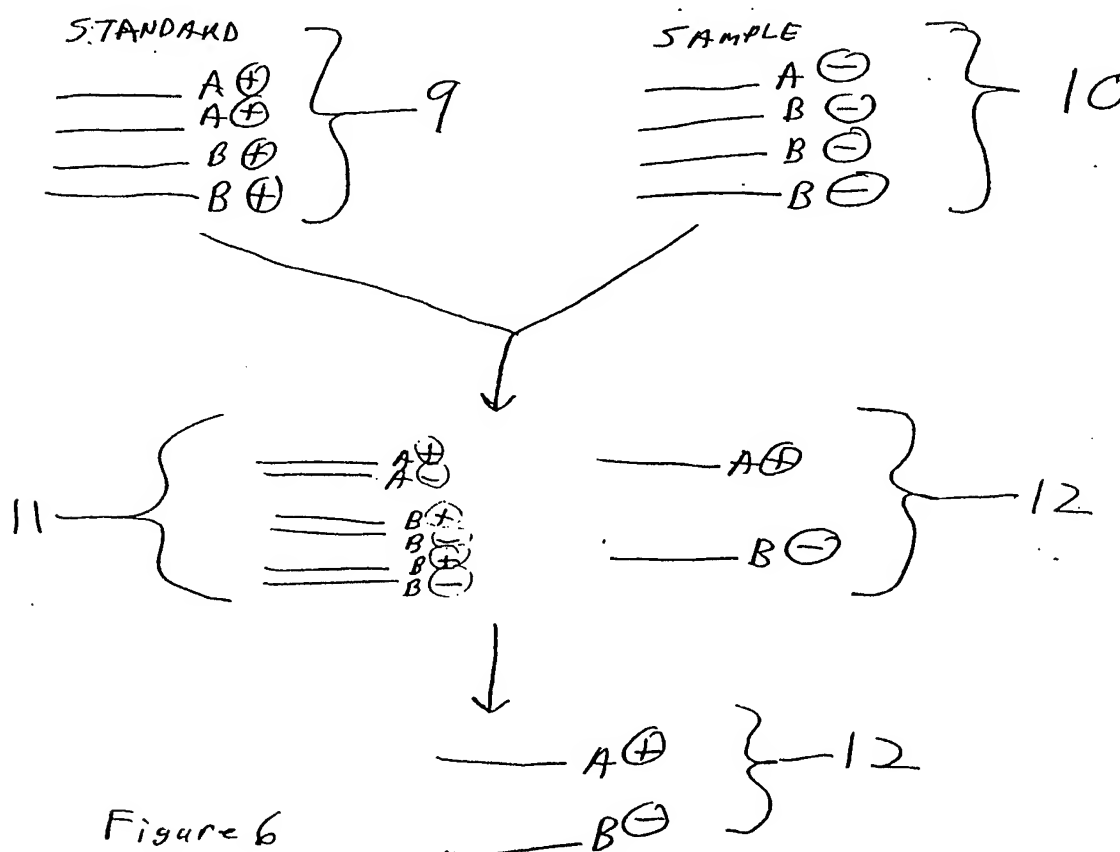 STANDARD
A ⊕
A ⊕
B ⊕
B ⊕
9
SAMPLE
A ⊖
B ⊖
B ⊖
B ⊖
10
11
A ⊕
A ⊖
B ⊕
B ⊖
B ⊕
B ⊖
A ⊕
B ⊖
12
A ⊕
B ⊖
12
Figure 6